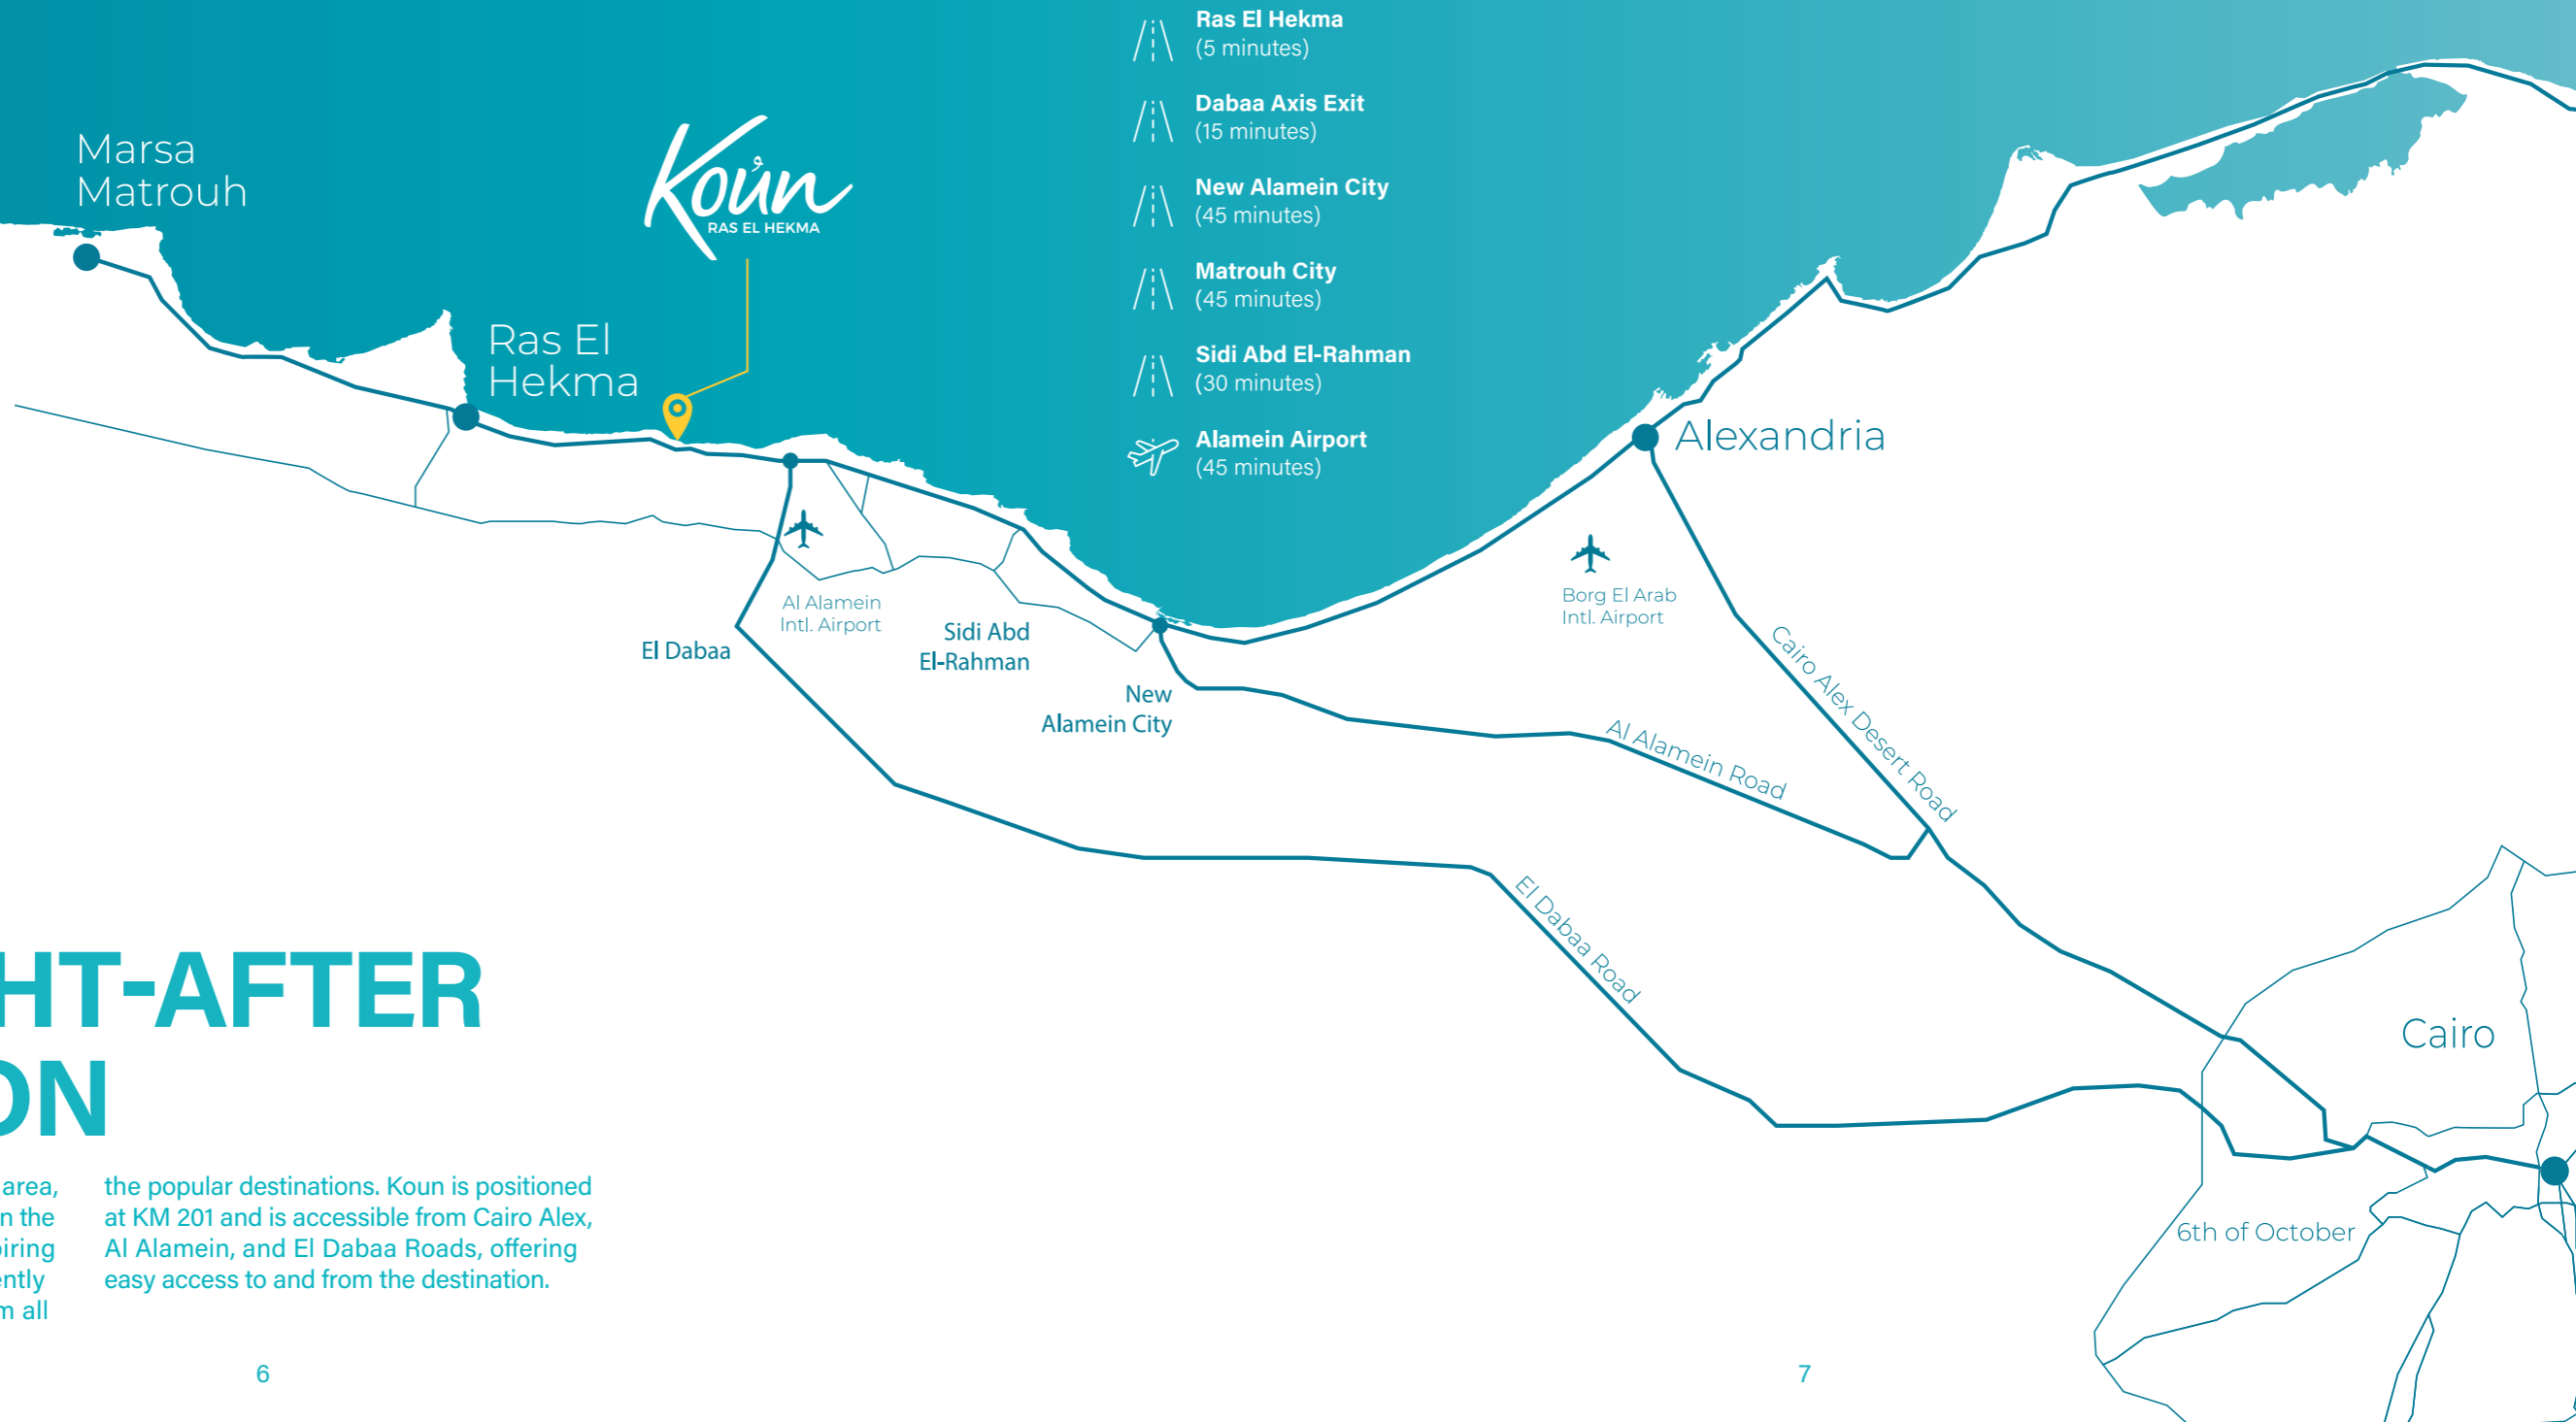 Ras El Hekma
(5 minutes)
Dabaa Axis Exit
(15 minutes)
New Alamein City
(45 minutes)
Matrouh City
(45 minutes)
Sidi Abd El-Rahman
(30 minutes)
Alamein Airport
(45 minutes)
Marsa
Matrouh
Koun
RAS EL HEKMA
Ras El
Hekma
Alexandria
Al Alamein
Intl. Airport
Borg El Arab
Intl. Airport
El Dabaa
Sidi Abd
El-Rahman
New
Alamein City
Cairo Alex Desert Road
Al Alamein Road
El Dabaa Road
Cairo
6th of October
HT-AFTER
ON
area,
n the
iring
ently
m all
the popular destinations. Koun is positioned
at KM 201 and is accessible from Cairo Alex,
Al Alamein, and El Dabaa Roads, offering
easy access to and from the destination.
6
7